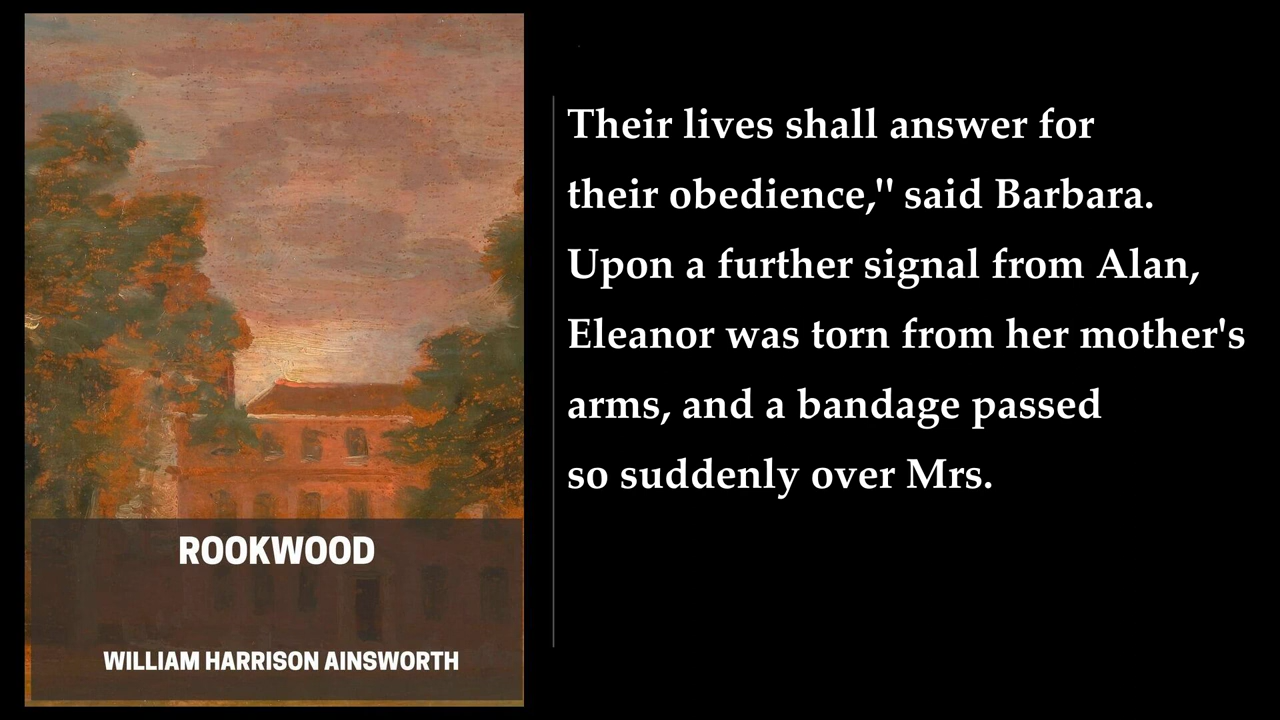 ROOKWOOD
WILLIAM HARRISON AINSWORTH
Their lives shall answer for
their obedience," said Barbara.
Upon a further signal from Alan,
Eleanor was torn from her mother's
arms, and a bandage passed
so suddenly over Mrs.